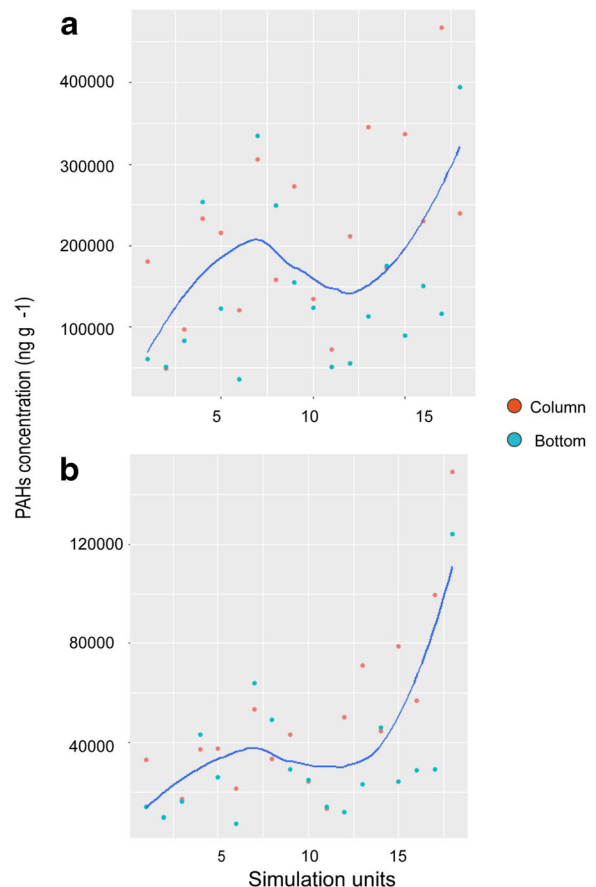 a
400000
300000
200000
100000
5
10
15
PAHs concentration (ng g -1)
Column
Bottom
b
120000
80000
40000
5
10
15
Simulation units